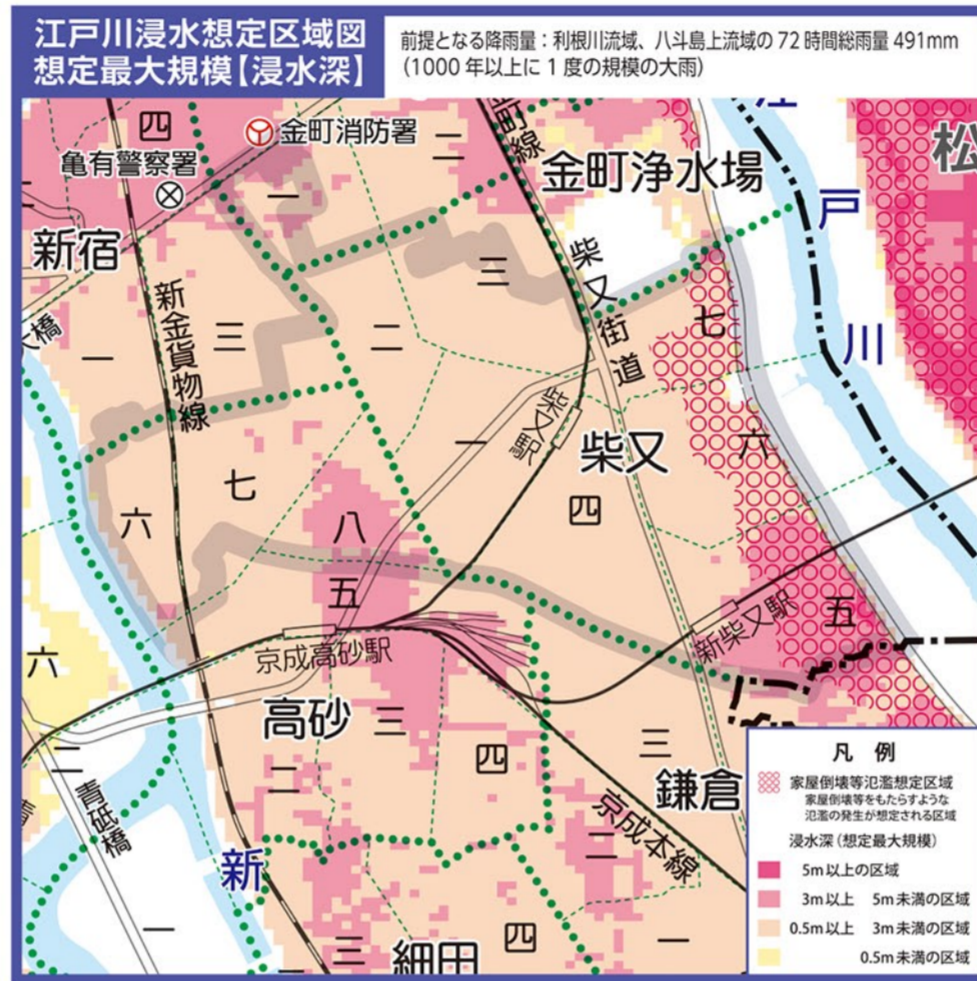 江戸川浸水想定区域図
想定最大規模【浸水深】
前提となる降雨量:利根川流域、八斗島上流域の72時間総雨量 491mm
(1000年以上に1度の規模の大雨)
四
金町消防署
二
亀有警察署
一
金町浄水場
松
江
戸
川
新宿
三
柴又街道
七
新金貨物線
三
二
一
一
柴又駅
柴又
六
七
四
六
八
五
新柴又駅
五
京成高砂駅
六
高砂
三
二
四
三
鎌倉
二
青砥橋
京成本線
二
新
一
三
細田
四
一
凡 例
家屋倒壊等氾濫想定区域
家屋倒壊等をもたらすような
氾濫の発生が想定される区域
浸水深(想定最大規模)
5m以上の区域
3m以上 5m未満の区域
0.5m以上 3m未満の区域
0.5m未満の区域